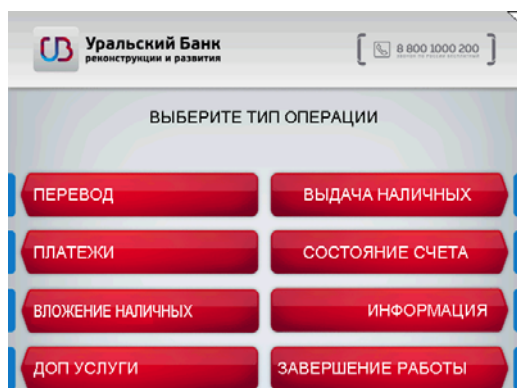 Уральский Банк
реконструкции и развития
8 800 1000 200
ВЫБЕРИТЕ ТИП ОПЕРАЦИИ
ПЕРЕВОД
ВЫДАЧА НАЛИЧНЫХ
ПЛАТЕЖИ
СОСТОЯНИЕ СЧЕТА
ВЛОЖЕНИЕ НАЛИЧНЫХ
ИНФОРМАЦИЯ
ДОП УСЛУГИ
ЗАВЕРШЕНИЕ РАБОТЫ